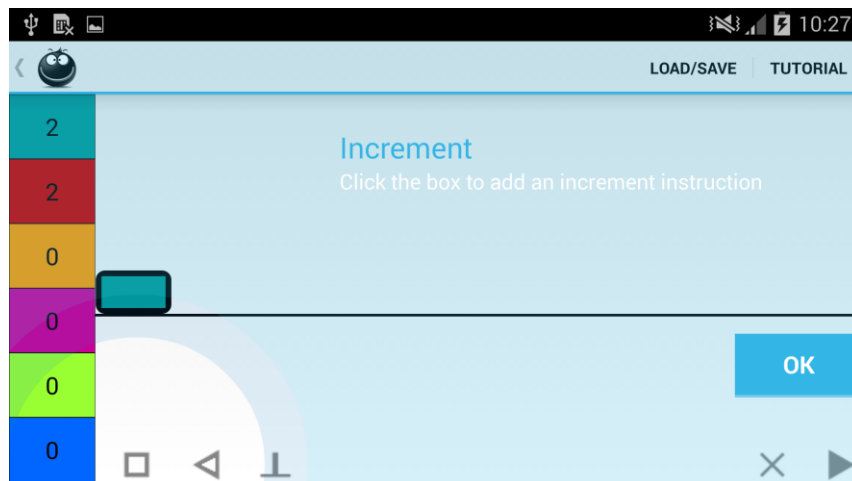 10:27
LOAD/SAVE TUTORIAL
2
Increment
Click the box to add an increment instruction
2
0
0
OK
0
0